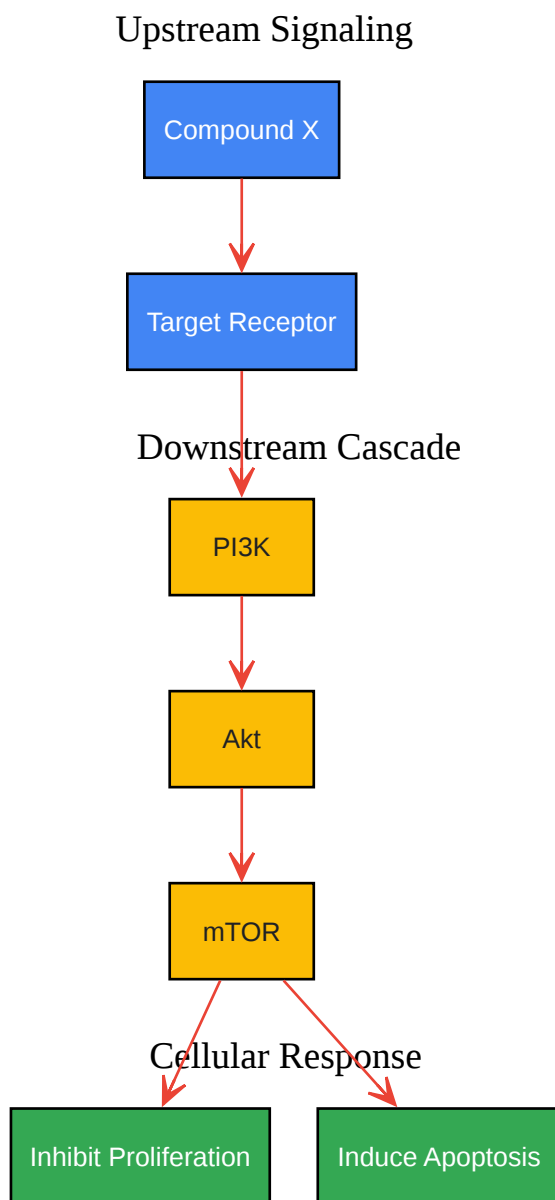 Upstream Signaling
Compound X
Target Receptor
Downstream Cascade
PI3K
Akt
mTOR
Cellular Response
Inhibit Proliferation
Induce Apoptosis